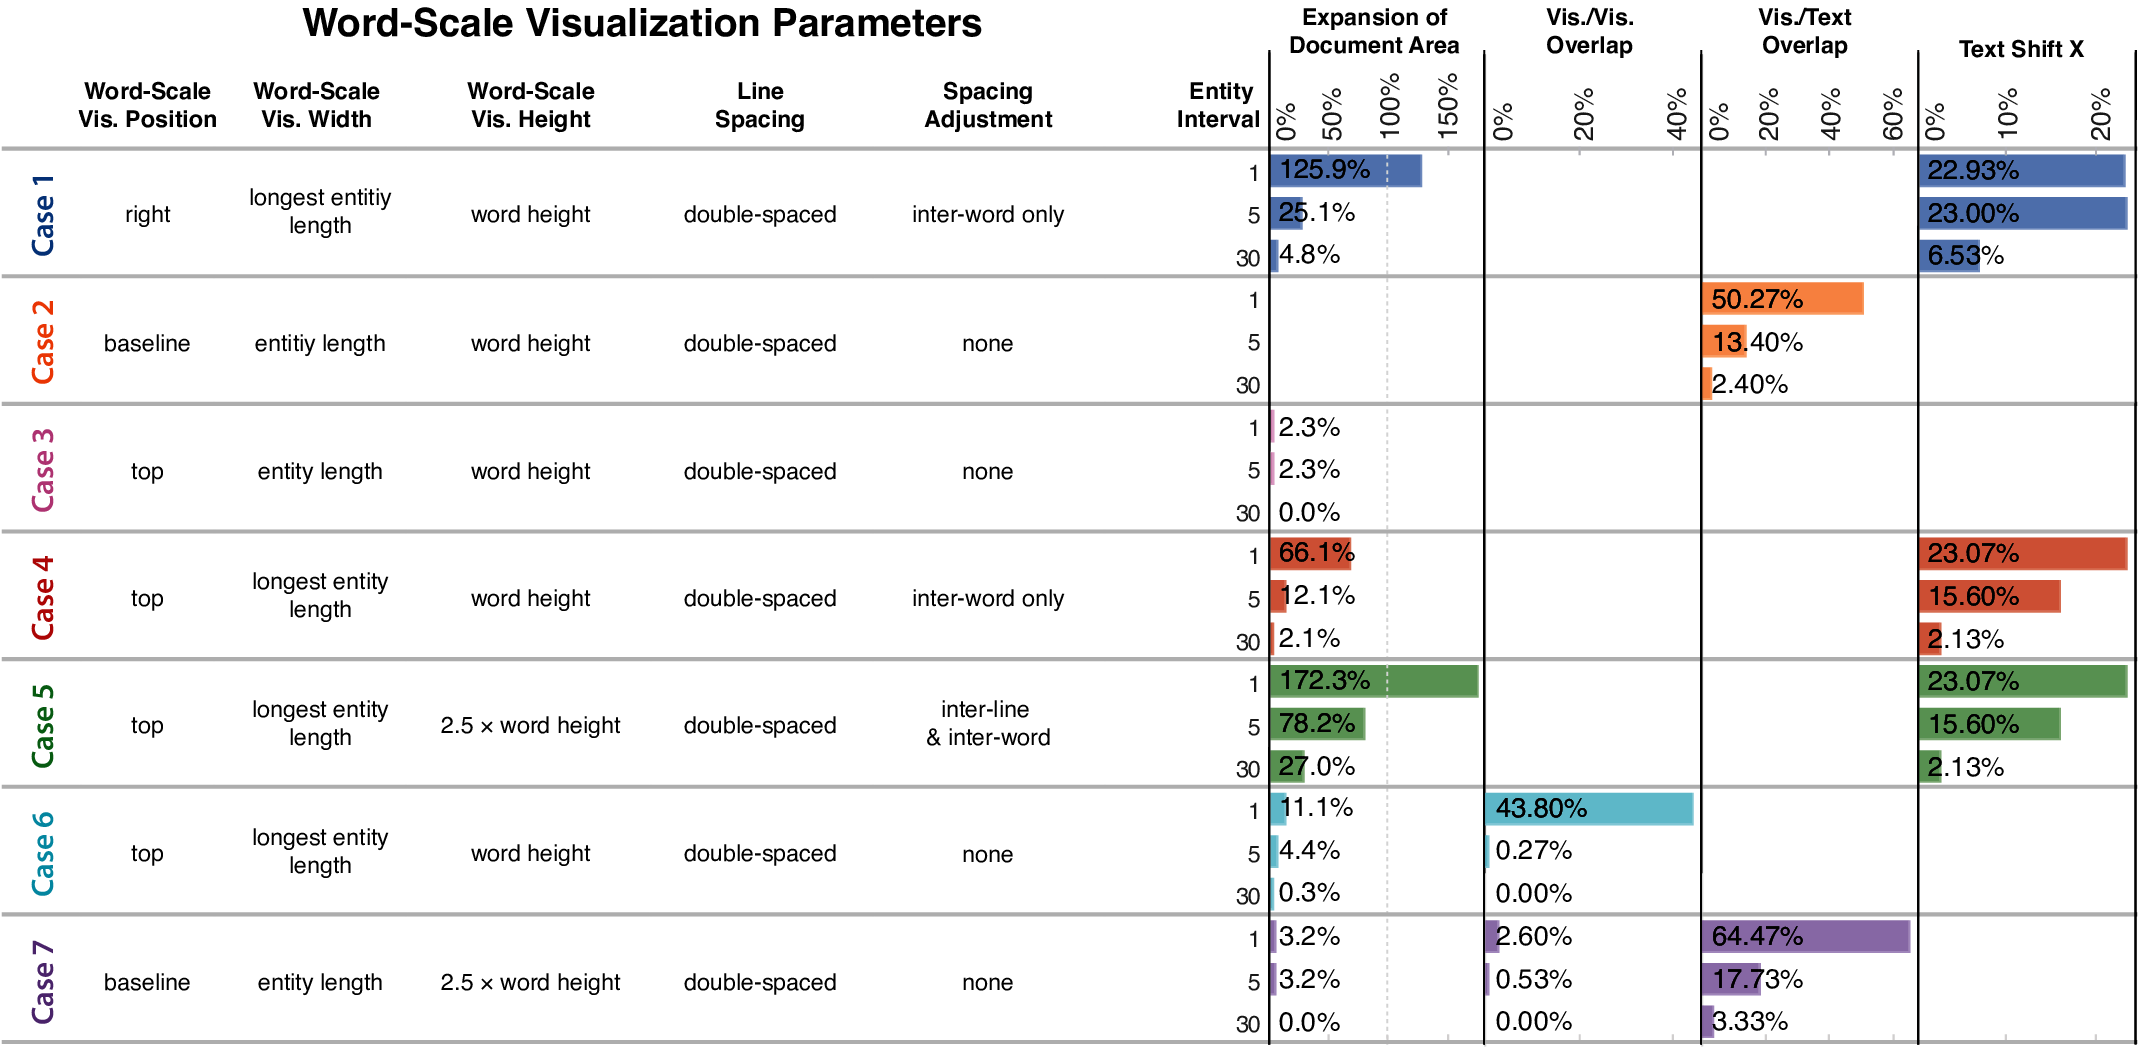 Word-Scale Visualization Parameters
Expansion of
Document Area
Vis./Vis.
Overlap
Vis./Text
Overlap
Text Shift X
Word-Scale
Vis. Position
Word-Scale
Vis. Width
Word-Scale
Vis. Height
Line
Spacing
Spacing
Adjustment
Entity
Interval
0% 50% 100% 150%
0% 20% 40%
0% 20% 40% 60%
0% 10% 20%
Case 1
right
longest entitiy
length
word height
double-spaced
inter-word only
1 125.9% 22.93%
5 25.1% 23.00%
30 4.8% 6.53%
Case 2
baseline
entitiy length
word height
double-spaced
none
1 50.27%
5 13.40%
30 2.40%
Case 3
top
entity length
word height
double-spaced
none
1 2.3%
5 2.3%
30 0.0%
Case 4
top
longest entity
length
word height
double-spaced
inter-word only
1 66.1% 23.07%
5 12.1% 15.60%
30 2.1% 2.13%
Case 5
top
longest entity
length
2.5 × word height
double-spaced
inter-line
& inter-word
1 172.3% 23.07%
5 78.2% 15.60%
30 27.0% 2.13%
Case 6
top
longest entity
length
word height
double-spaced
none
1 11.1% 43.80%
5 4.4% 0.27%
30 0.3% 0.00%
Case 7
baseline
entity length
2.5 × word height
double-spaced
none
1 3.2% 2.60% 64.47%
5 3.2% 0.53% 17.73%
30 0.0% 0.00% 3.33%